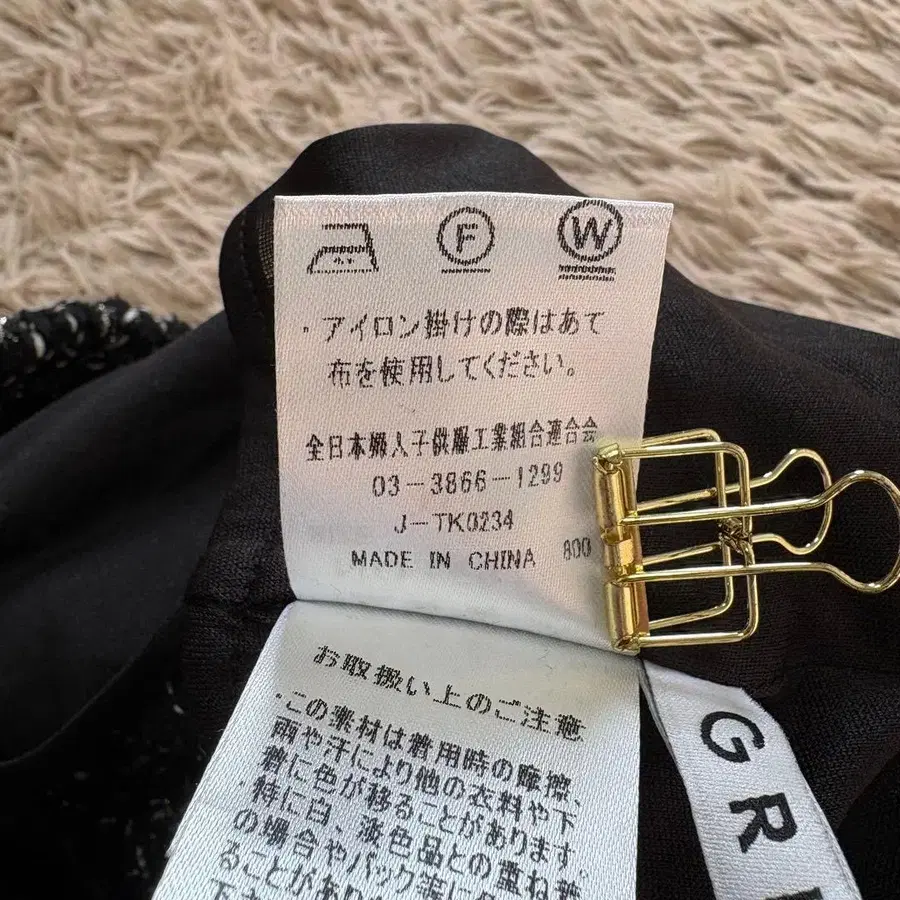 F W
・アイロン掛けの際はあて
布を使用してください。
全日本婦人子供服工業組合連合会
03-3866-1299
J-TK0234
MADE IN CHINA 800
お取扱い上のご注意
・この素材は着用時の摩擦、
雨や汗により他の衣料や下
着に色が移ることがあります
特に白、淡色品との重ね着
の場合やバック等に
ることがあり
下さ
GR